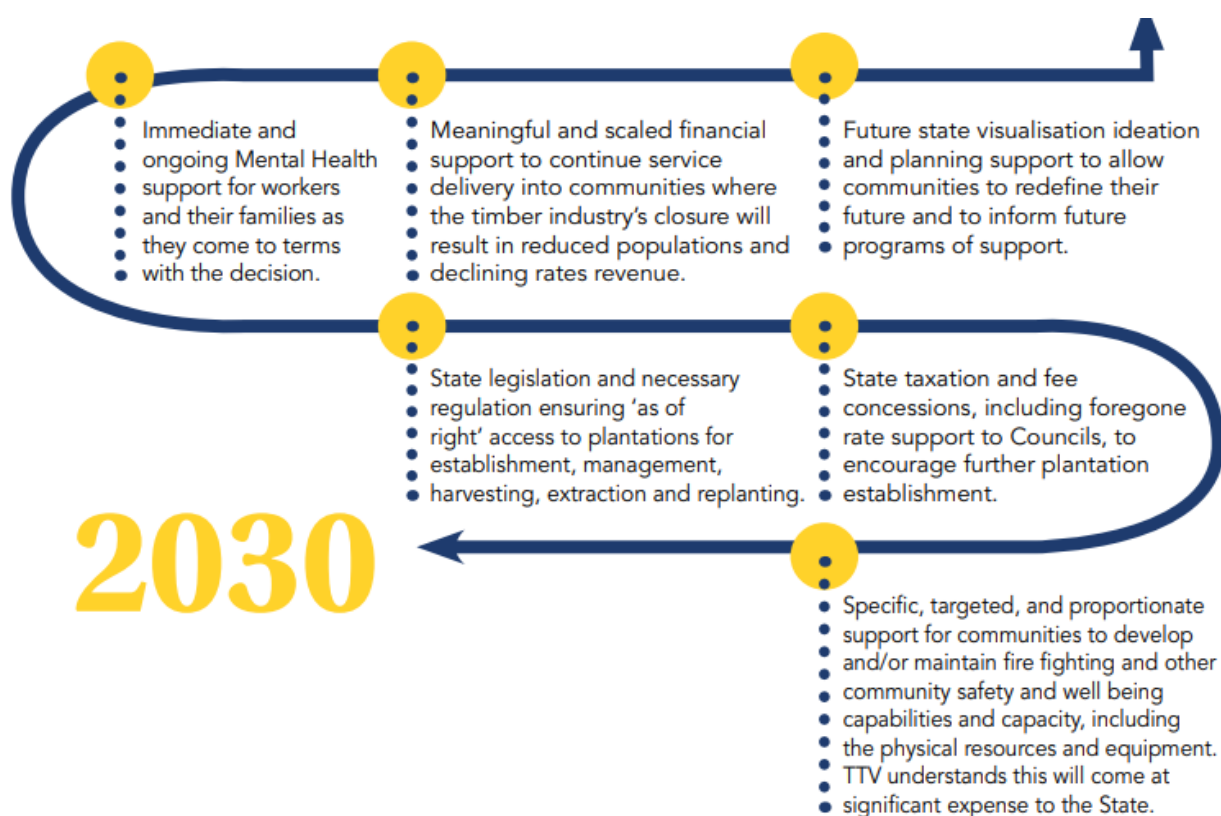 Immediate and
ongoing Mental Health
support for workers
and their families as
they come to terms
with the decision.
Meaningful and scaled financial
support to continue service
delivery into communities where
the timber industry’s closure will
result in reduced populations and
declining rates revenue.
Future state visualisation ideation
and planning support to allow
communities to redefine their
future and to inform future
programs of support.
State legislation and necessary
regulation ensuring ‘as of
right’ access to plantations for
establishment, management,
harvesting, extraction and replanting.
State taxation and fee
concessions, including foregone
rate support to Councils, to
encourage further plantation
establishment.
2030
Specific, targeted, and proportionate
support for communities to develop
and/or maintain fire fighting and other
community safety and well being
capabilities and capacity, including
the physical resources and equipment.
TTV understands this will come at
significant expense to the State.